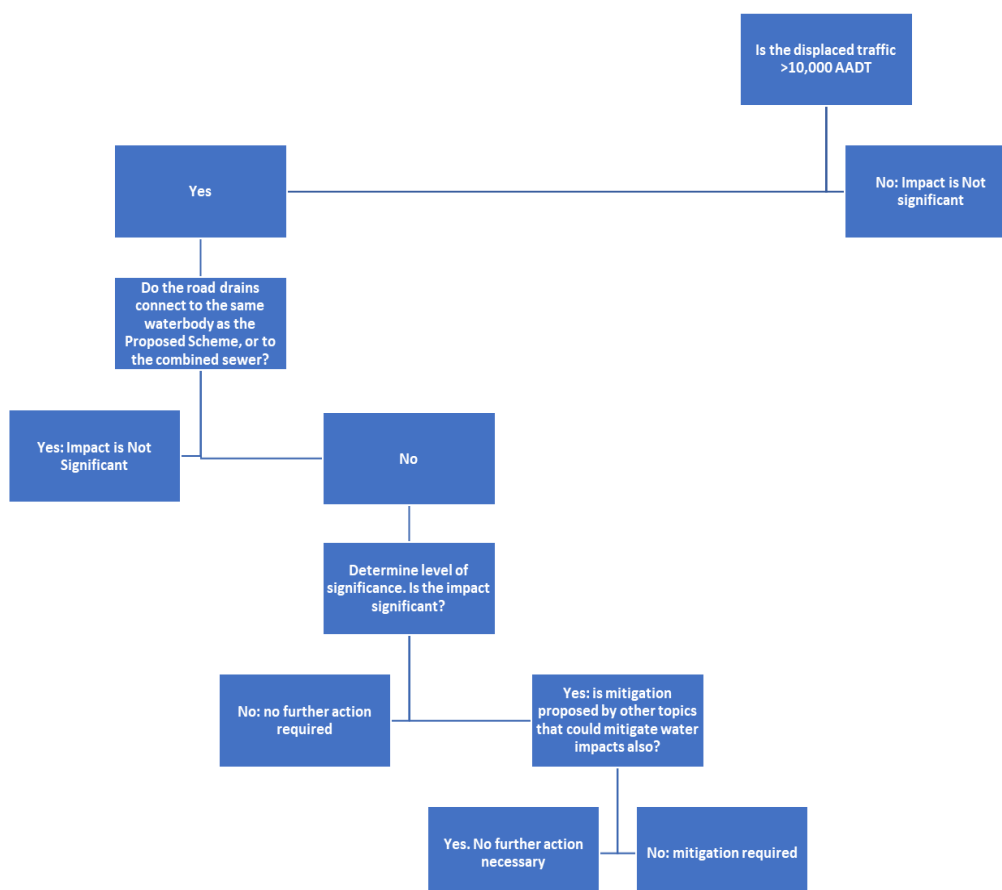 Is the displaced traffic
>10,000 AADT
Yes
No: Impact is Not
significant
Do the road drains
connect to the same
waterbody as the
Proposed Scheme, or to
the combined sewer?
Yes: Impact is Not
Significant
No
Determine level of
significance. Is the impact
significant?
No: no further action
required
Yes: is mitigation
proposed by other topics
that could mitigate water
impacts also?
Yes. No further action
necessary
No: mitigation required